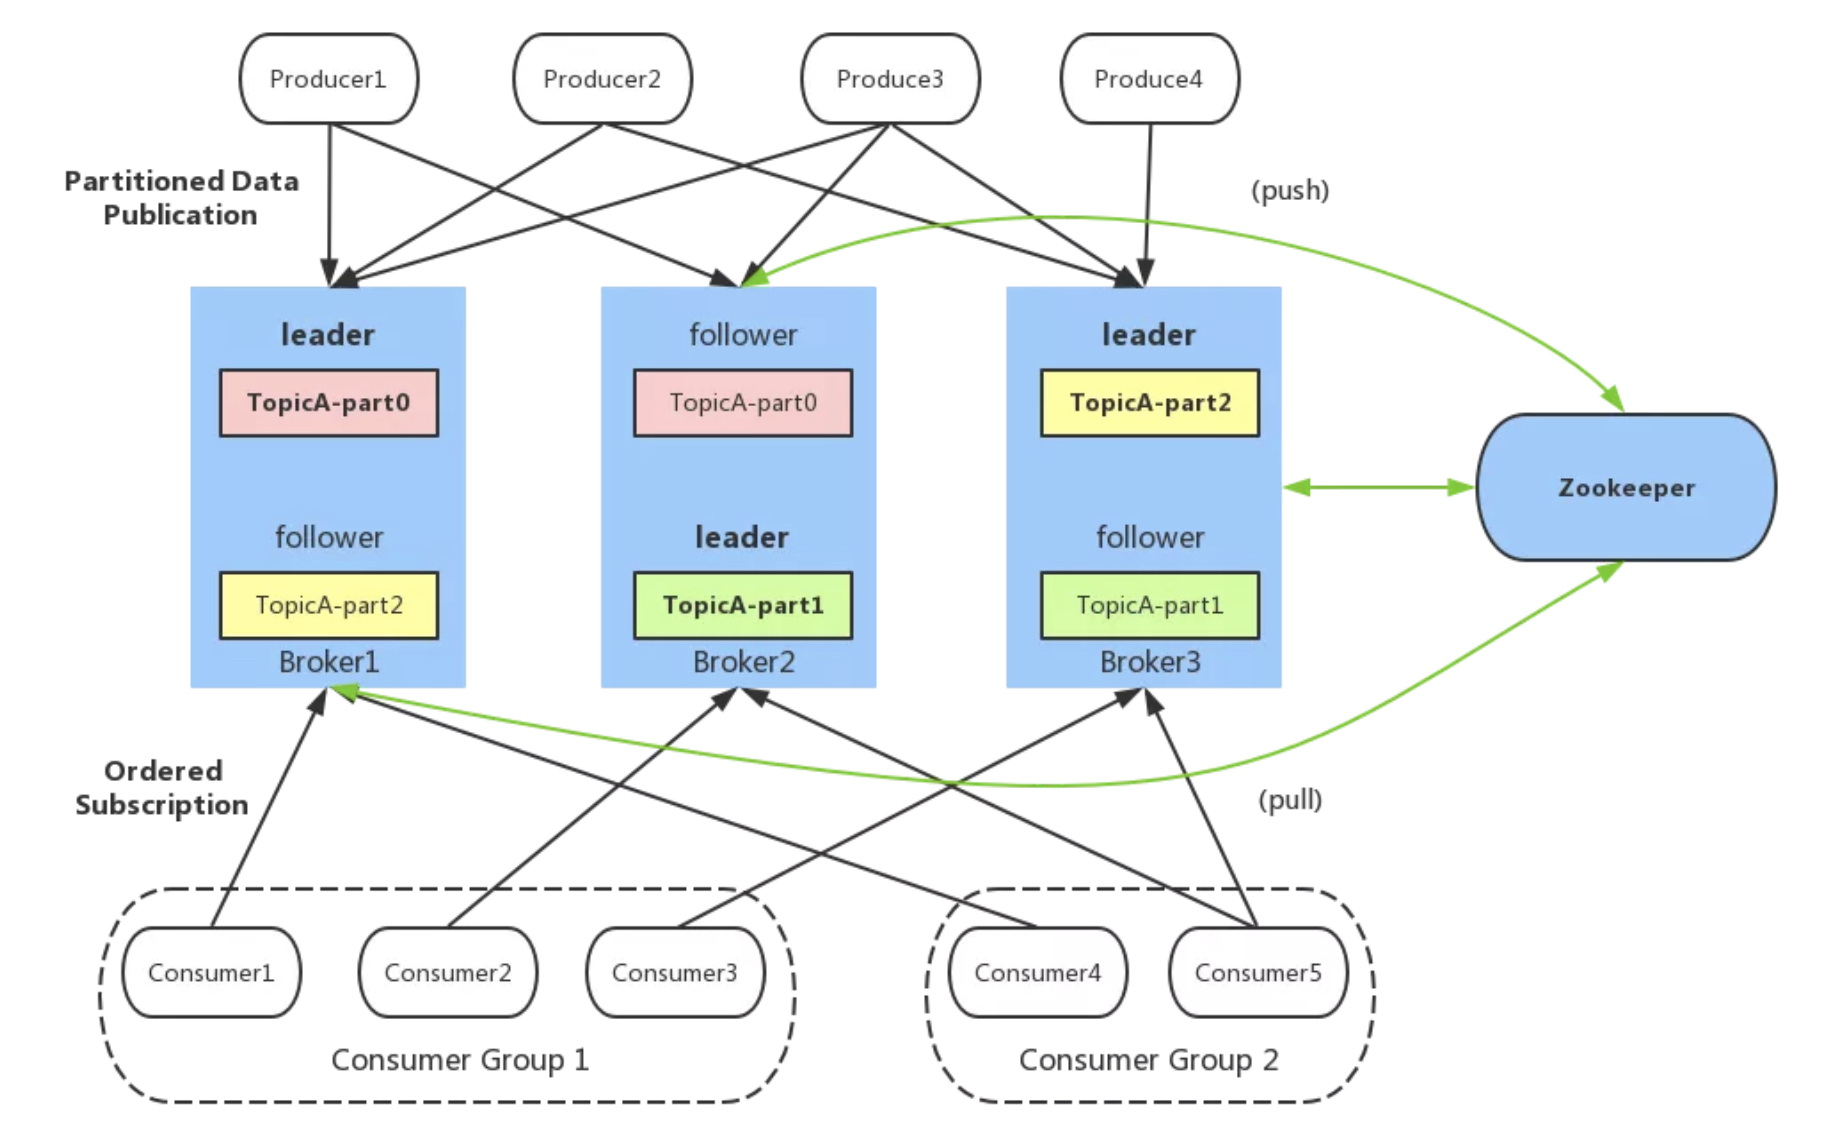 Producer1
Producer2
Produce3
Produce4
Partitioned Data
Publication
(push)
leader
TopicA-part0
follower
TopicA-part2
Broker1
follower
TopicA-part0
leader
TopicA-part1
Broker2
leader
TopicA-part2
follower
TopicA-part1
Broker3
Zookeeper
Ordered
Subscription
(pull)
Consumer1
Consumer2
Consumer3
Consumer Group 1
Consumer4
Consumer5
Consumer Group 2